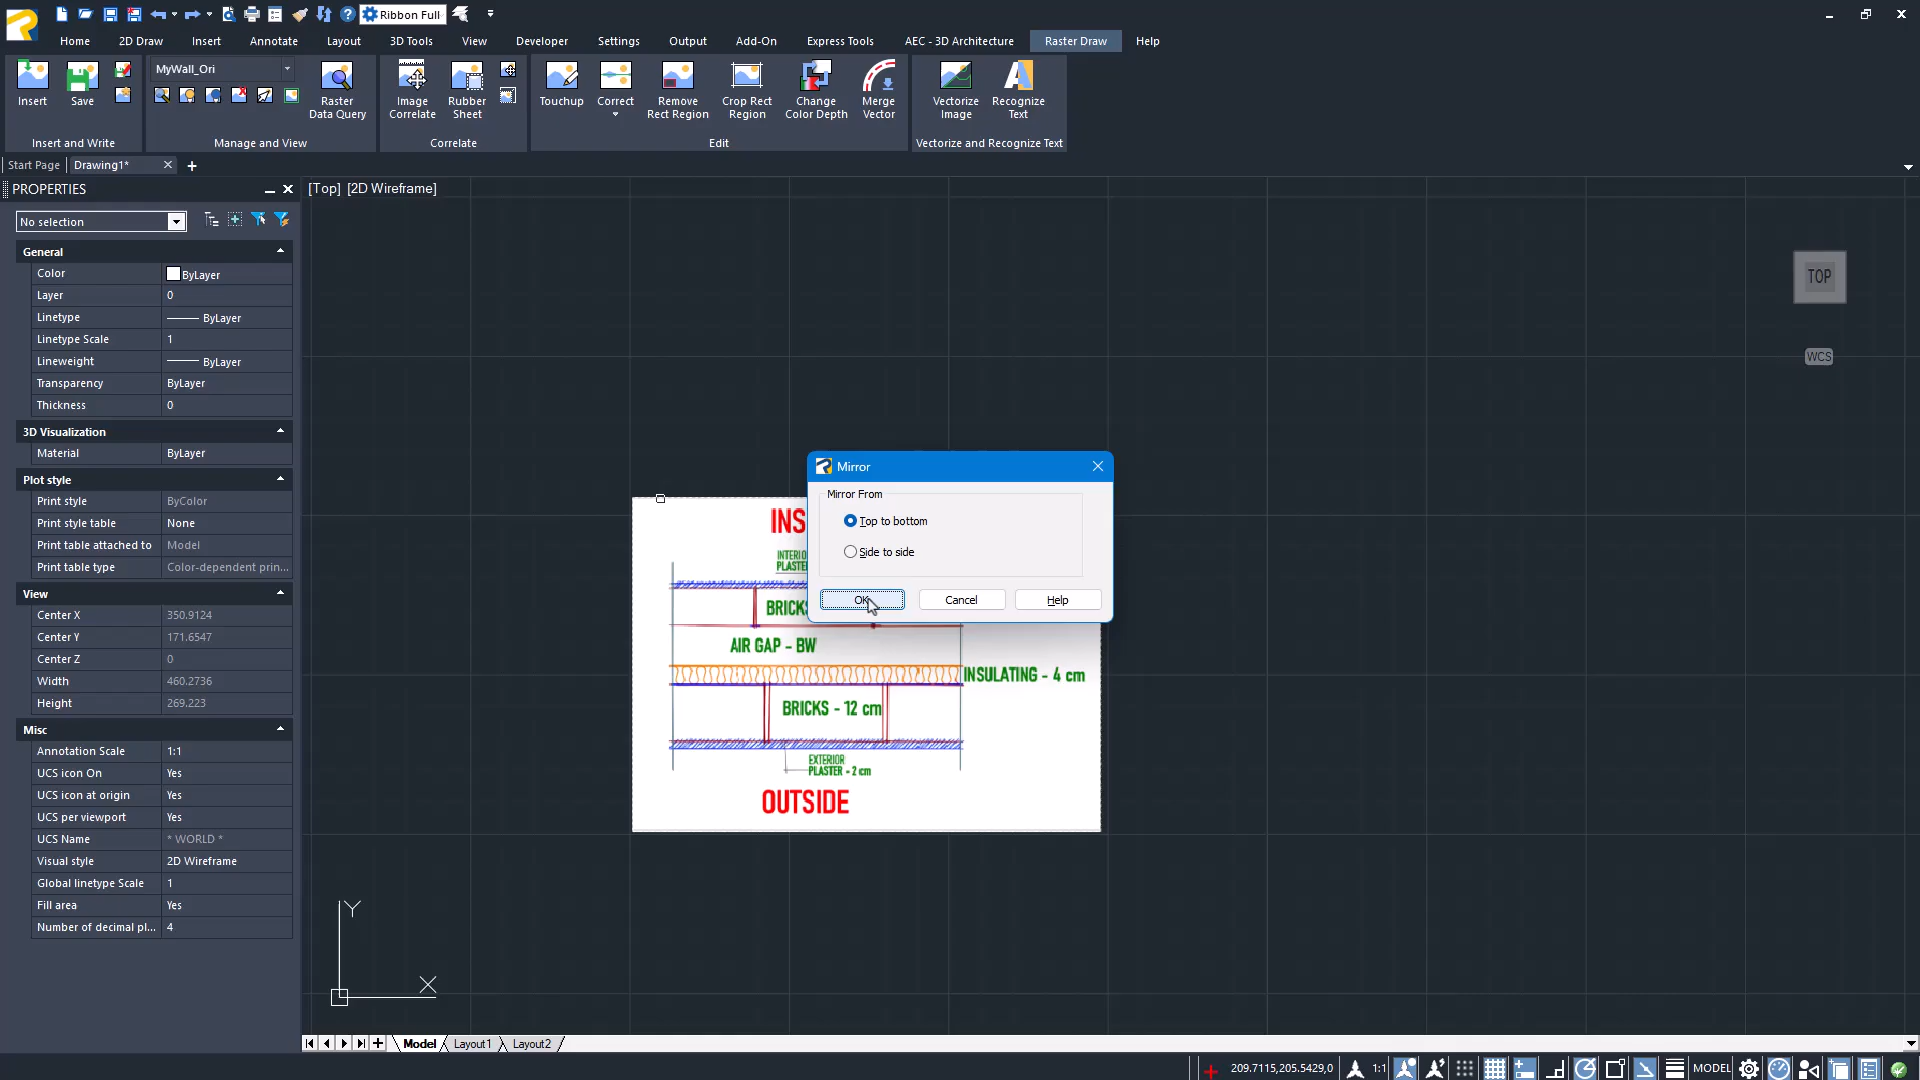 Ribbon Full
Home 2D Draw Insert Annotate Layout 3D Tools View Developer Settings Output Add-On Express Tools AEC - 3D Architecture Raster Draw Help
MyWall_Ori
Insert Save Raster Data Query Image Correlate Rubber Sheet Touchup Correct Remove Rect Region Crop Rect Region Change Color Depth Merge Vector Vectorize Image Recognize Text
Insert and Write Manage and View Correlate Edit Vectorize and Recognize Text
Start Page Drawing1*
PROPERTIES
No selection
General
Color ByLayer
Layer 0
Linetype ByLayer
Linetype Scale 1
Lineweight ByLayer
Transparency ByLayer
Thickness 0
3D Visualization
Material ByLayer
Plot style
Print style ByColor
Print style table None
Print table attached to Model
Print table type Color-dependent prin...
View
Center X 350.9124
Center Y 171.6547
Center Z 0
Width 460.2736
Height 269.223
Misc
Annotation Scale 1:1
UCS icon On Yes
UCS icon at origin Yes
UCS per viewport Yes
UCS Name * WORLD *
Visual style 2D Wireframe
Global linetype Scale 1
Fill area Yes
Number of decimal pl... 4
[Top] [2D Wireframe]
TOP
WCS
Mirror
Mirror From
Top to bottom
Side to side
OK Cancel Help
INS
INTERIO
PLASTE
BRICKS
AIR GAP - BW
INSULATING - 4 cm
BRICKS - 12 cm
EXTERIOR
PLASTER - 2 cm
OUTSIDE
Y
X
Model Layout1 Layout2
209.7115,205.5429,0 1:1 MODEL